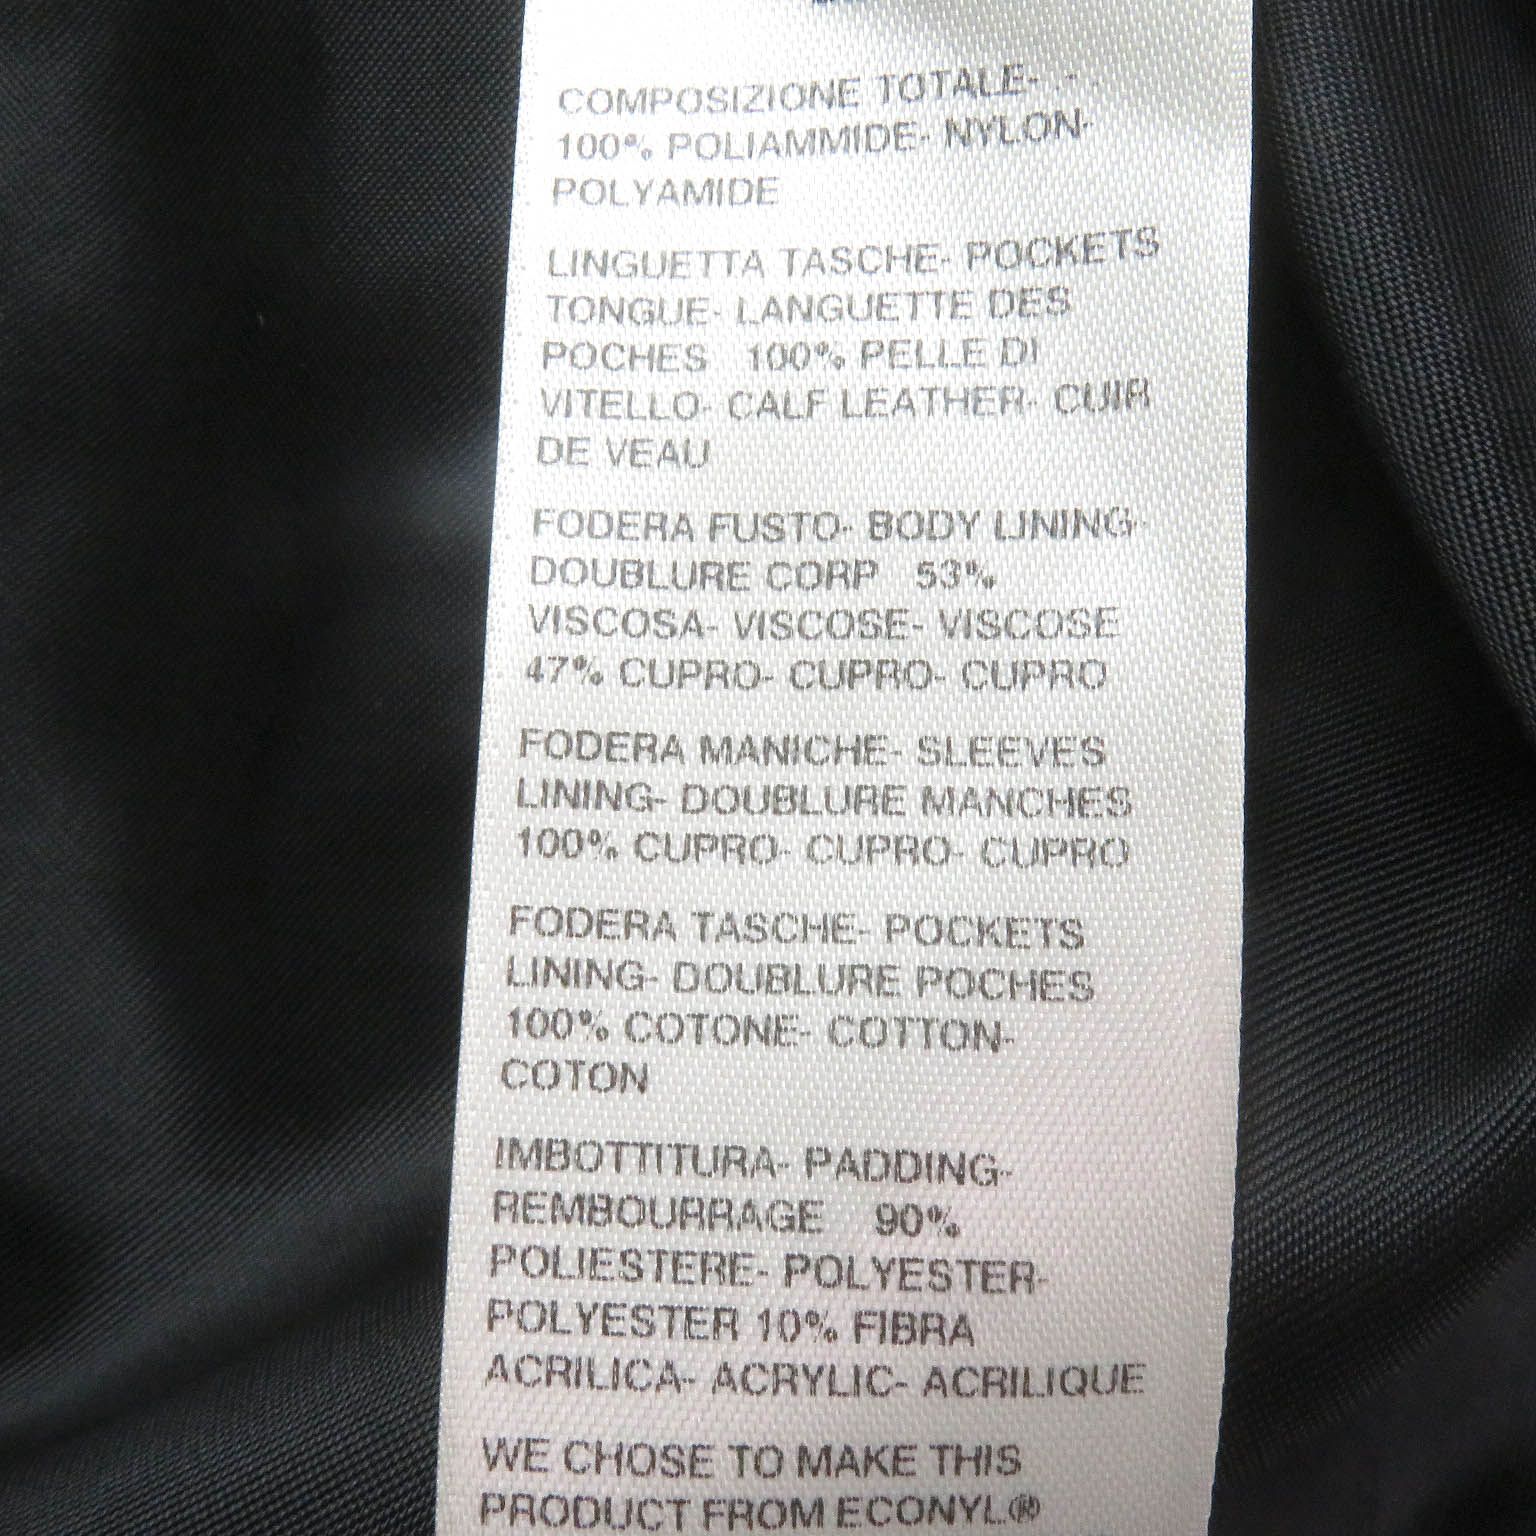 COMPOSIZIONE TOTALE- - -
100% POLIAMMIDE- NYLON-
POLYAMIDE
LINGUETTA TASCHE- POCKETS
TONGUE- LANGUETTE DES
POCHES 100% PELLE DI
VITELLO- CALF LEATHER- CUIR
DE VEAU
FODERA FUSTO- BODY LINING-
DOUBLURE CORP 53%
VISCOSA- VISCOSE- VISCOSE
47% CUPRO- CUPRO- CUPRO
FODERA MANICHE- SLEEVES
LINING- DOUBLURE MANCHES
100% CUPRO- CUPRO- CUPRO
FODERA TASCHE- POCKETS
LINING- DOUBLURE POCHES
100% COTONE- COTTON-
COTON
IMBOTTITURA- PADDING-
REMBOURRAGE 90%
POLIESTERE- POLYESTER-
POLYESTER 10% FIBRA
ACRILICA- ACRYLIC- ACRILIQUE
WE CHOSE TO MAKE THIS
PRODUCT FROM ECONYL®